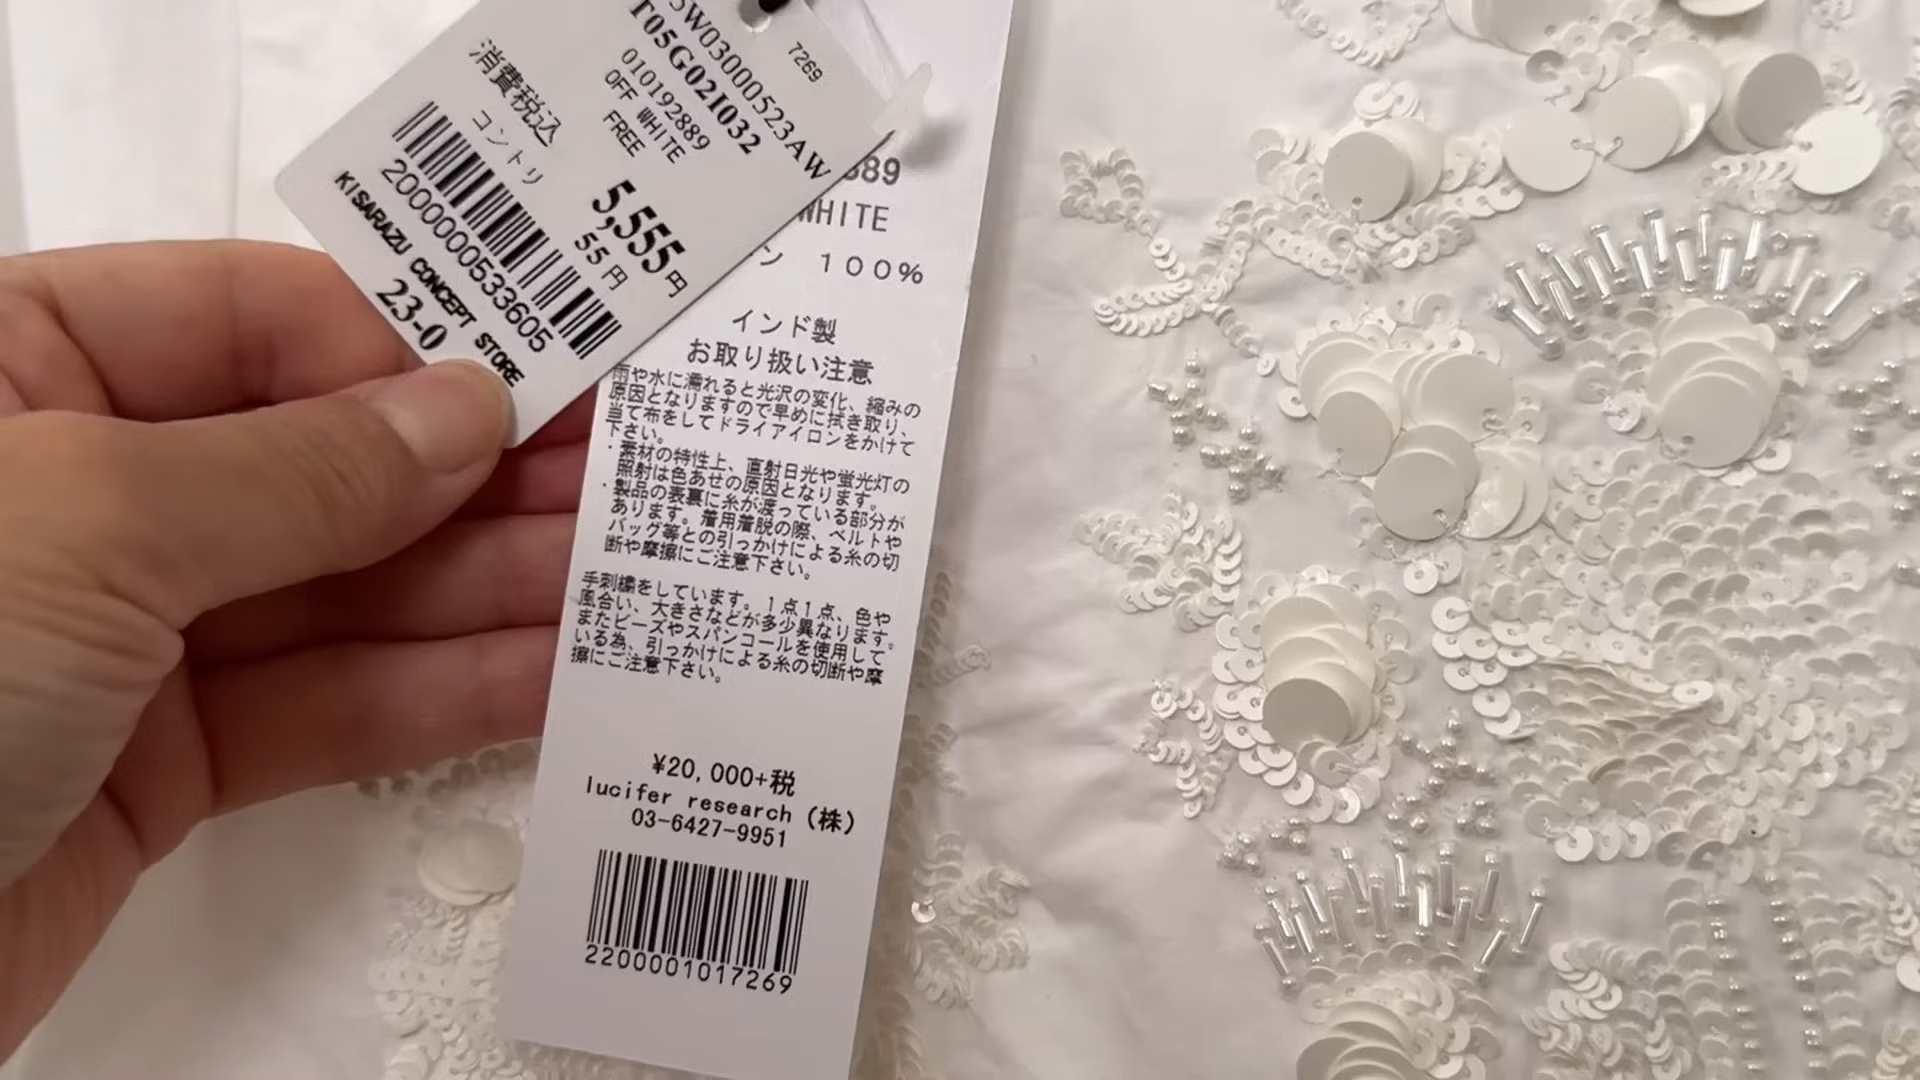 7269
5W03000523AW
T05G02I032
010192889
OFF WHITE
FREE
消費税込
5,555円
55円
コントリ
2000000533605
KISARAZU CONCEPT STORE
23-0
889
WHITE
ン 100%
インド製
お取り扱い注意
雨や水に濡れると光沢の変化、縮みの
原因となりますので早めに拭き取り、
当て布をしてドライアイロンをかけて
下さい。
・素材の特性上、直射日光や蛍光灯の
照射は色あせの原因となります。
・製品の表裏に糸が渡っている部分が
あります。着用着脱の際、ベルトや
バッグ等との引っかけによる糸の切
断や摩擦にご注意下さい。
手刺繍をしています。1点1点、色や
風合い、大きさなどが多少異なります。
またビーズやスパンコールを使用して
いる為、引っかけによる糸の切断や摩
擦にご注意下さい。
¥20,000+税
lucifer research (株)
03-6427-9951
2200001017269